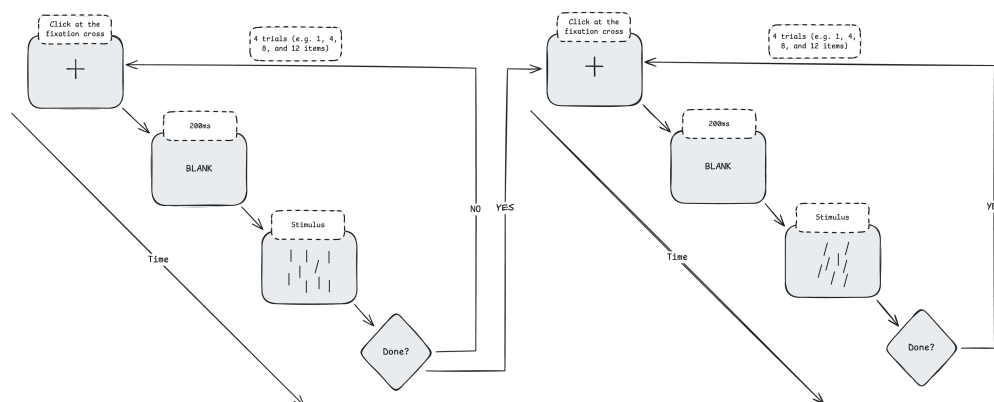 Click at the
fixation cross
4 trials (e.g. 1, 4,
8, and 12 items)
200ms
BLANK
Stimulus
Time
Done?
NO
YES
Click at the
fixation cross
4 trials (e.g. 1, 4,
8, and 12 items)
200ms
BLANK
Stimulus
Time
Done?